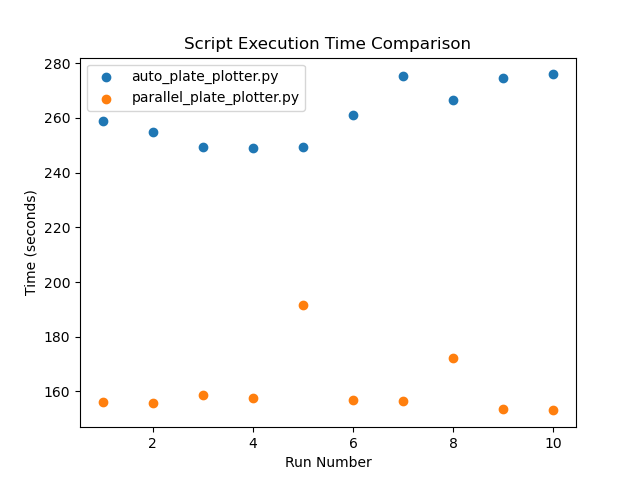 Script Execution Time Comparison
auto_plate_plotter.py
parallel_plate_plotter.py
Time (seconds)
280
260
240
220
200
180
160
2 4 6 8 10
Run Number